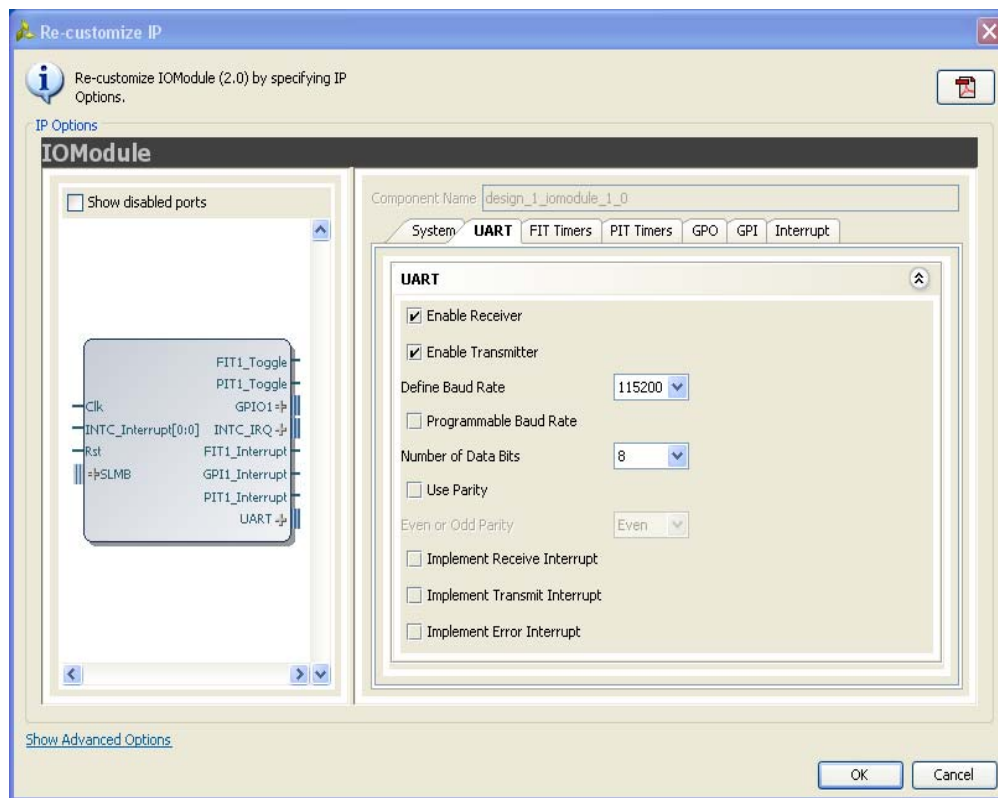 Re-customize IP
Re-customize IOModule (2.0) by specifying IP
Options.
IP Options
IOModule
Show disabled ports
FIT1_Toggle
PIT1_Toggle
Clk GPIO1
INTC_Interrupt[0:0] INTC_IRQ
Rst FIT1_Interrupt
SLMB GPI1_Interrupt
PIT1_Interrupt
UART
Component Name design_1_iomodule_1_0
System UART FIT Timers PIT Timers GPO GPI Interrupt
UART
Enable Receiver
Enable Transmitter
Define Baud Rate 115200
Programmable Baud Rate
Number of Data Bits 8
Use Parity
Even or Odd Parity Even
Implement Receive Interrupt
Implement Transmit Interrupt
Implement Error Interrupt
Show Advanced Options
OK Cancel